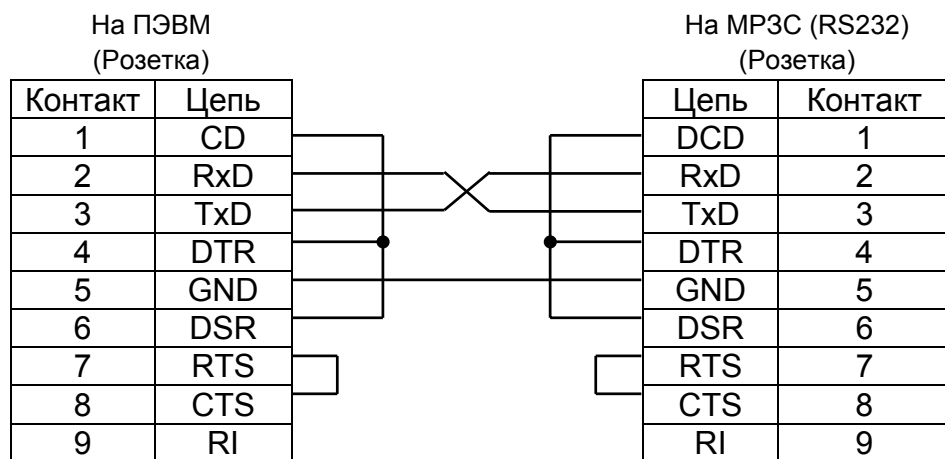 На ПЭВМ
(Розетка)
Контакт Цепь
1 CD
2 RxD
3 TxD
4 DTR
5 GND
6 DSR
7 RTS
8 CTS
9 RI
На МРЗС (RS232)
(Розетка)
Цепь Контакт
DCD 1
RxD 2
TxD 3
DTR 4
GND 5
DSR 6
RTS 7
CTS 8
RI 9